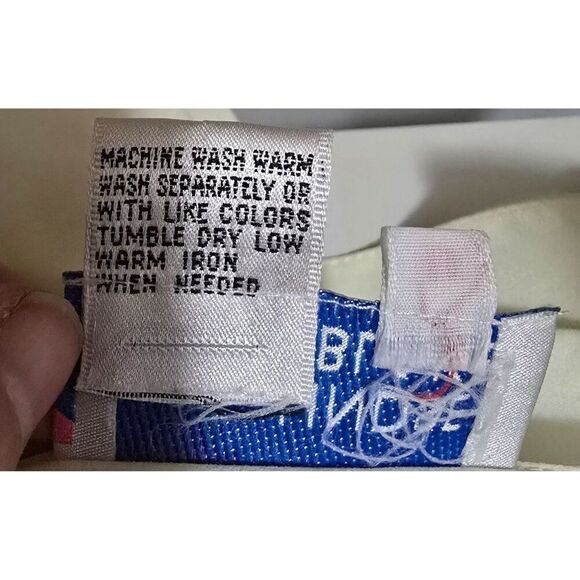 MACHINE WASH WARM
WASH SEPARATELY OR
WITH LIKE COLORS
TUMBLE DRY LOW
WARM IRON
WHEN NEEDED